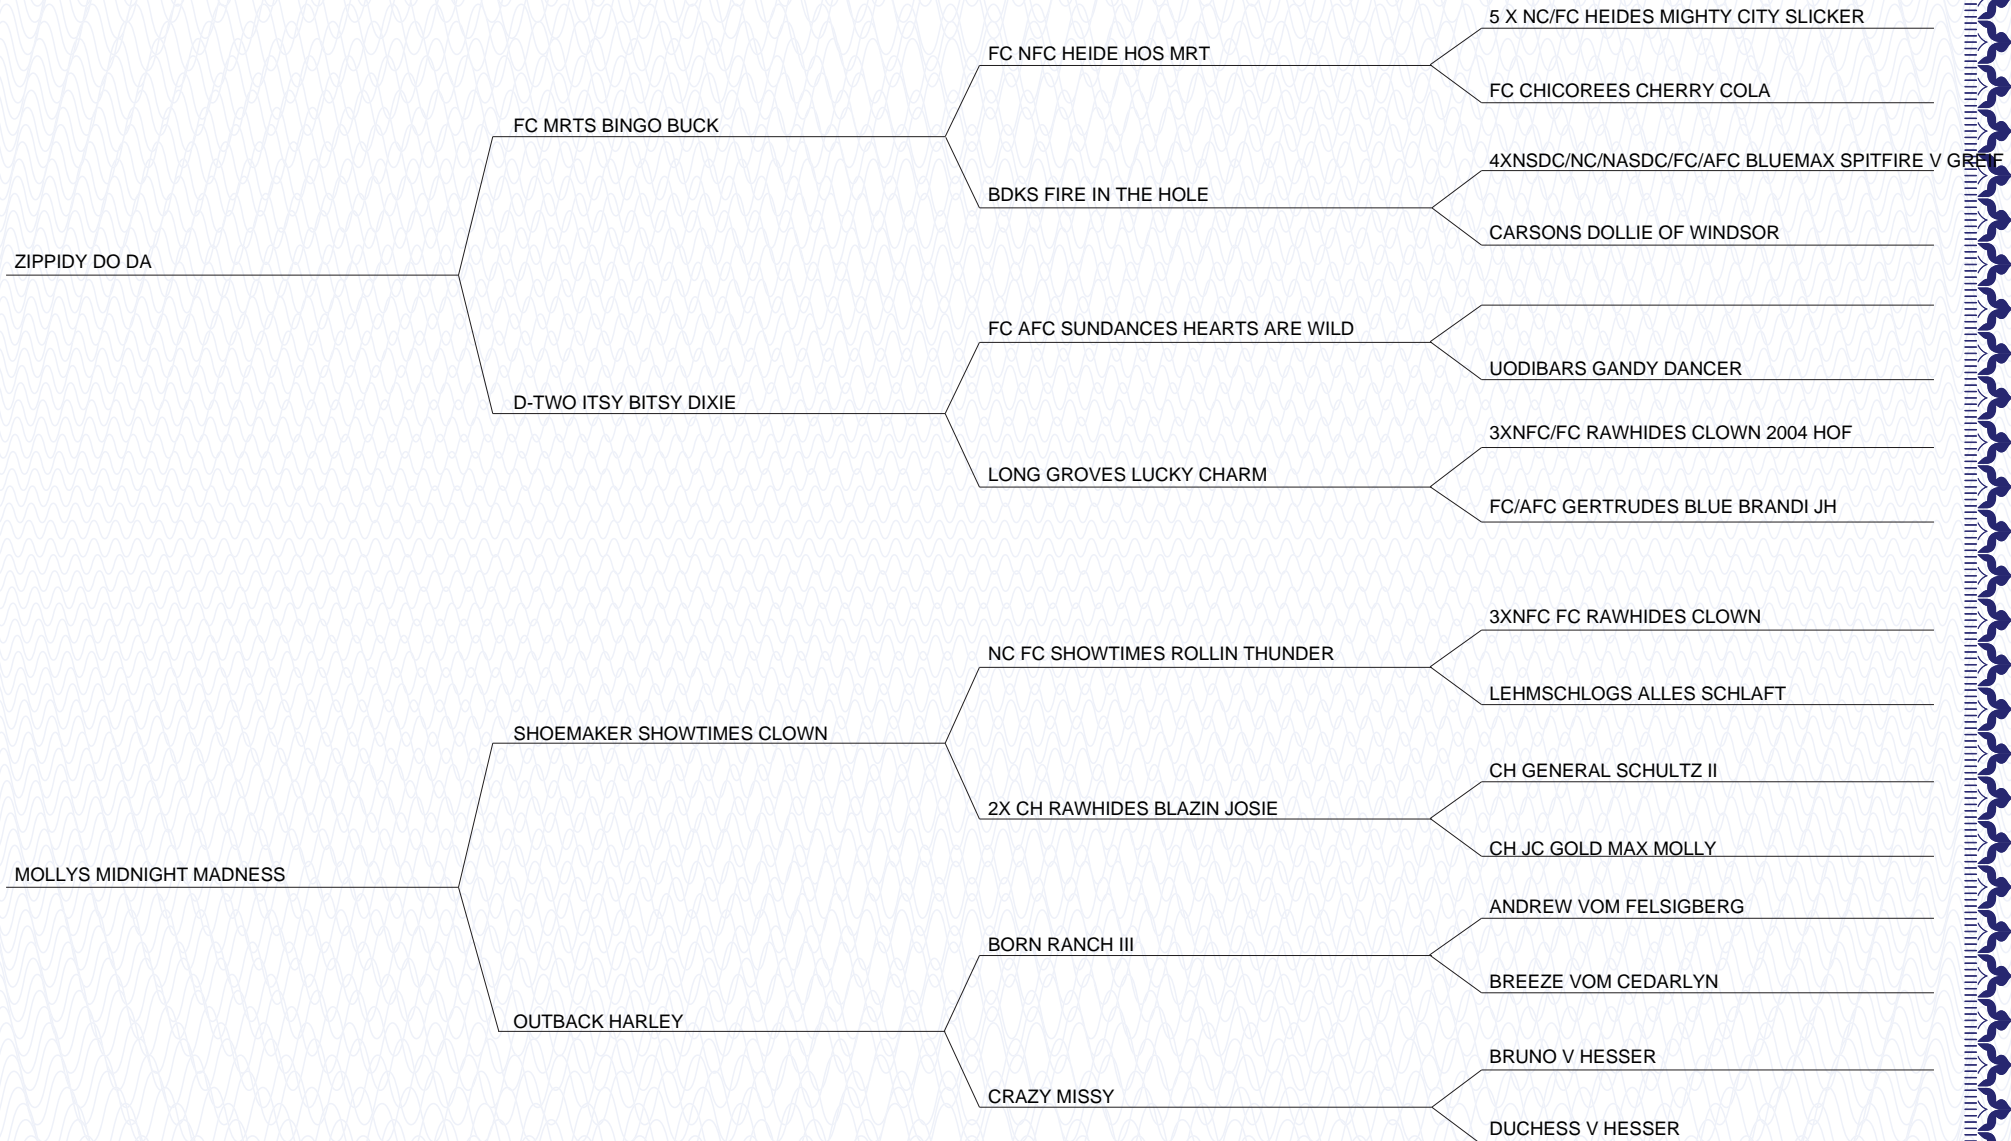 5 X NC/FC HEIDES MIGHTY CITY SLICKER
FC NFC HEIDE HOS MRT
FC CHICOREES CHERRY COLA
FC MRTS BINGO BUCK
4XNSDC/NC/NASDC/FC/AFC BLUEMAX SPITFIRE V GREIF
BDKS FIRE IN THE HOLE
CARSONS DOLLIE OF WINDSOR
ZIPPIDY DO DA
FC AFC SUNDANCES HEARTS ARE WILD
UODIBARS GANDY DANCER
D-TWO ITSY BITSY DIXIE
3XNFC/FC RAWHIDES CLOWN 2004 HOF
LONG GROVES LUCKY CHARM
FC/AFC GERTRUDES BLUE BRANDI JH
3XNFC FC RAWHIDES CLOWN
NC FC SHOWTIMES ROLLIN THUNDER
LEHMSCHLOGS ALLES SCHLAFT
SHOEMAKER SHOWTIMES CLOWN
CH GENERAL SCHULTZ II
2X CH RAWHIDES BLAZIN JOSIE
CH JC GOLD MAX MOLLY
MOLLYS MIDNIGHT MADNESS
ANDREW VOM FELSIGBERG
BORN RANCH III
BREEZE VOM CEDARLYN
OUTBACK HARLEY
BRUNO V HESSER
CRAZY MISSY
DUCHESS V HESSER